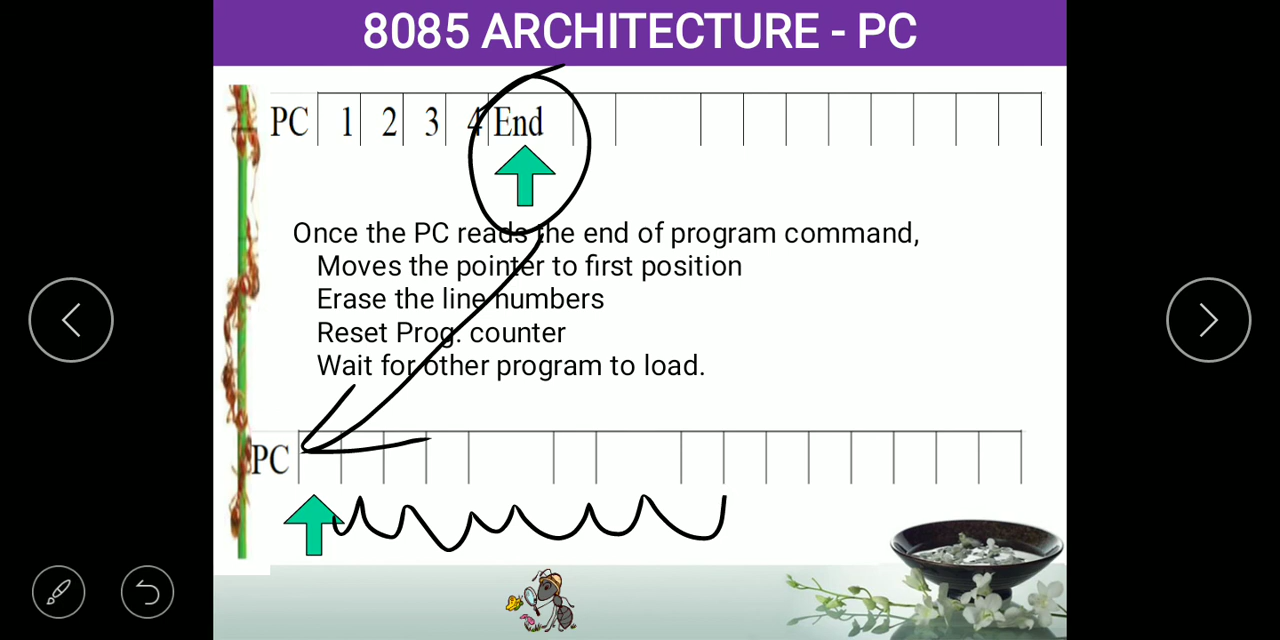 8085 ARCHITECTURE - PC
PC 1 2 3 4 End
Once the PC reads the end of program command,
Moves the pointer to first position
Erase the line numbers
Reset Prog. counter
Wait for other program to load.
PC